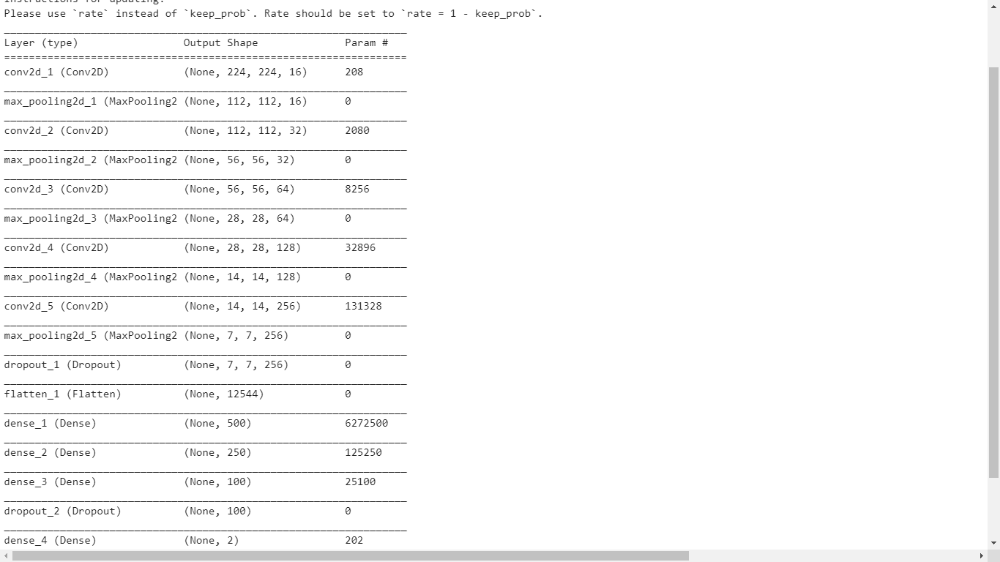 Instructions for updating:
Please use `rate` instead of `keep_prob`. Rate should be set to `rate = 1 - keep_prob`.
_________________________________________________________________
Layer (type)                 Output Shape              Param #
=================================================================
conv2d_1 (Conv2D)            (None, 224, 224, 16)      208
_________________________________________________________________
max_pooling2d_1 (MaxPooling2 (None, 112, 112, 16)      0
_________________________________________________________________
conv2d_2 (Conv2D)            (None, 112, 112, 32)      2080
_________________________________________________________________
max_pooling2d_2 (MaxPooling2 (None, 56, 56, 32)        0
_________________________________________________________________
conv2d_3 (Conv2D)            (None, 56, 56, 64)        8256
_________________________________________________________________
max_pooling2d_3 (MaxPooling2 (None, 28, 28, 64)        0
_________________________________________________________________
conv2d_4 (Conv2D)            (None, 28, 28, 128)       32896
_________________________________________________________________
max_pooling2d_4 (MaxPooling2 (None, 14, 14, 128)       0
_________________________________________________________________
conv2d_5 (Conv2D)            (None, 14, 14, 256)       131328
_________________________________________________________________
max_pooling2d_5 (MaxPooling2 (None, 7, 7, 256)         0
_________________________________________________________________
dropout_1 (Dropout)          (None, 7, 7, 256)         0
_________________________________________________________________
flatten_1 (Flatten)          (None, 12544)             0
_________________________________________________________________
dense_1 (Dense)              (None, 500)               6272500
_________________________________________________________________
dense_2 (Dense)              (None, 250)               125250
_________________________________________________________________
dense_3 (Dense)              (None, 100)               25100
_________________________________________________________________
dropout_2 (Dropout)          (None, 100)               0
_________________________________________________________________
dense_4 (Dense)              (None, 2)                 202